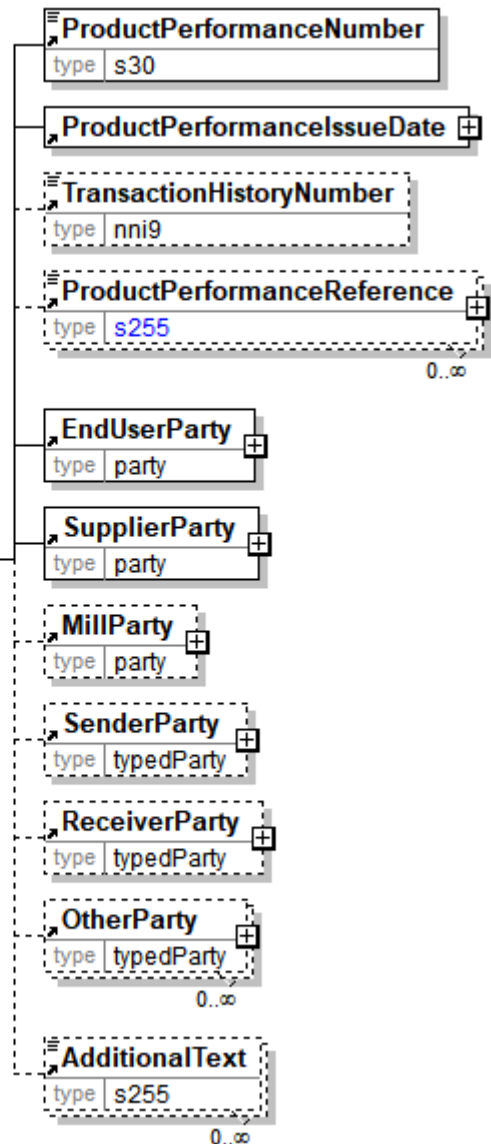 ProductPerformanceNumber
type s30
ProductPerformanceIssueDate
TransactionHistoryNumber
type nni9
ProductPerformanceReference
type s255
0..∞
EndUserParty
type party
SupplierParty
type party
MillParty
type party
SenderParty
type typedParty
ReceiverParty
type typedParty
OtherParty
type typedParty
0..∞
AdditionalText
type s255
0..∞